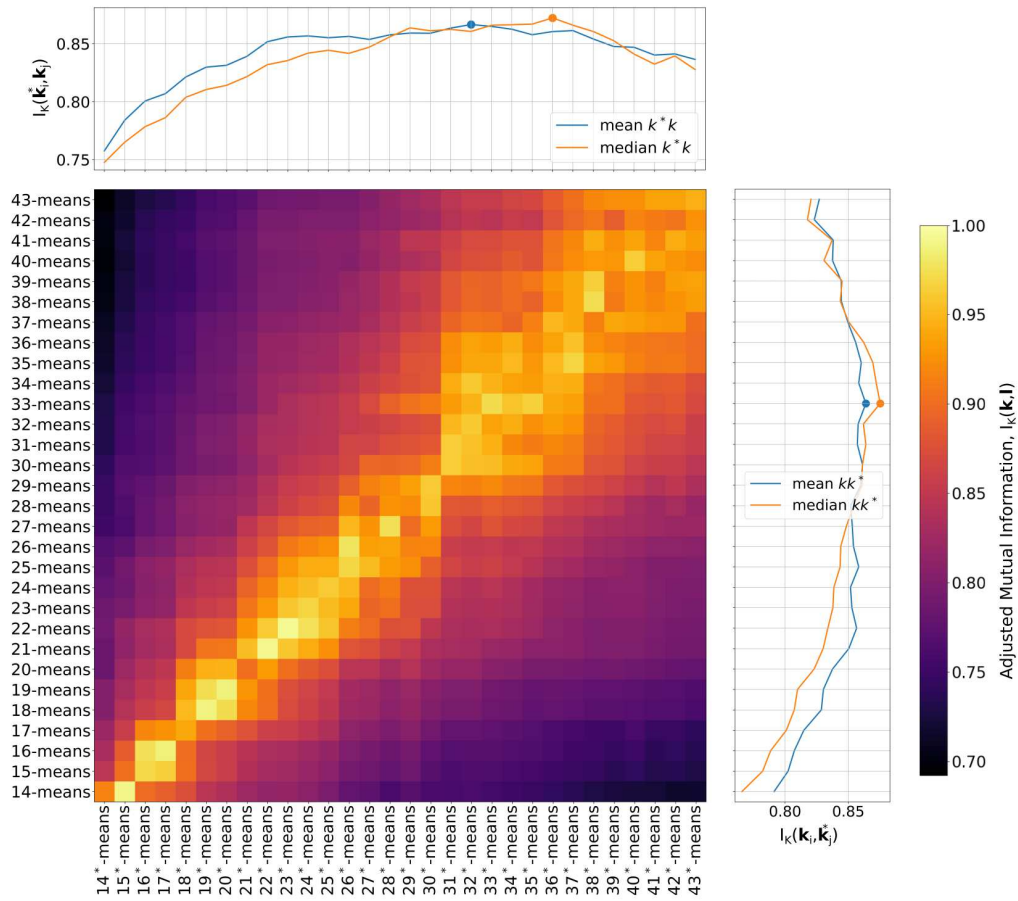 0.85
0.80
0.75
I_K(k*_i,k_j)
mean k*k
median k*k
43-means
42-means
41-means
40-means
39-means
38-means
37-means
36-means
35-means
34-means
33-means
32-means
31-means
30-means
29-means
28-means
27-means
26-means
25-means
24-means
23-means
22-means
21-means
20-means
19-means
18-means
17-means
16-means
15-means
14-means
14*-means
15*-means
16*-means
17*-means
18*-means
19*-means
20*-means
21*-means
22*-means
23*-means
24*-means
25*-means
26*-means
27*-means
28*-means
29*-means
30*-means
31*-means
32*-means
33*-means
34*-means
35*-means
36*-means
37*-means
38*-means
39*-means
40*-means
41*-means
42*-means
43*-means
mean kk*
median kk*
0.80 0.85
I_K(k_i,k*_j)
1.00
0.95
0.90
0.85
0.80
0.75
0.70
Adjusted Mutual Information, I_K(k,l)